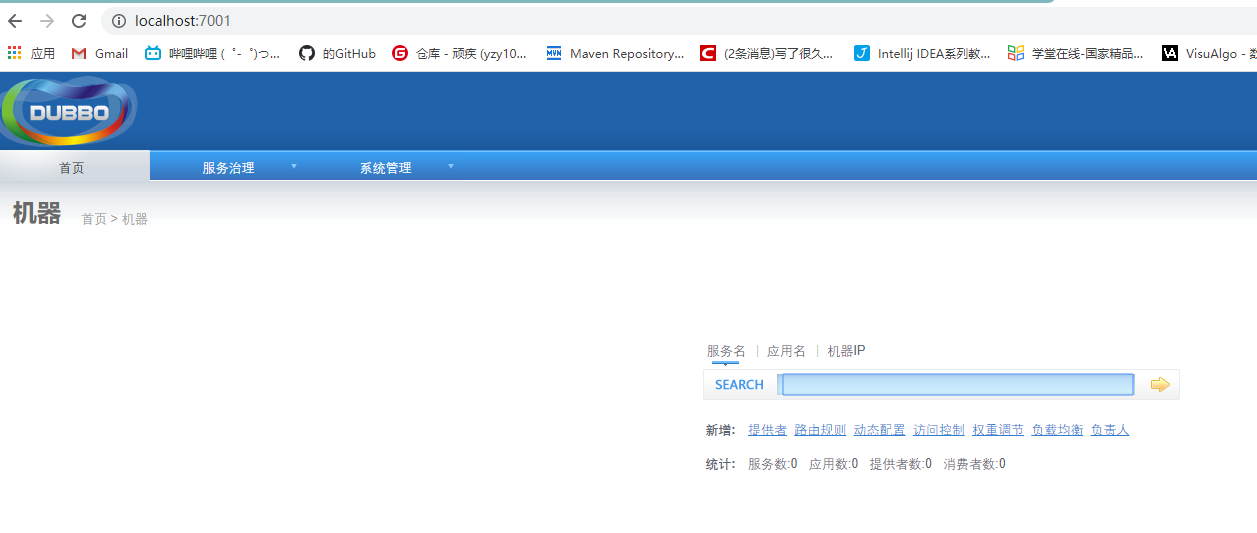 localhost:7001
应用 Gmail 哔哩哔哩 ( ゜- ゜)つ... 的GitHub 仓库 - 顽疾 (yzy10... Maven Repository... (2条消息)写了很久... Intellij IDEA系列教... 学堂在线-国家精品... VisuAlgo - 数
DUBBO
首页 服务治理 系统管理
机器 首页 > 机器
服务名 | 应用名 | 机器IP
SEARCH
新增: 提供者 路由规则 动态配置 访问控制 权重调节 负载均衡 负责人
统计: 服务数:0 应用数:0 提供者数:0 消费者数:0